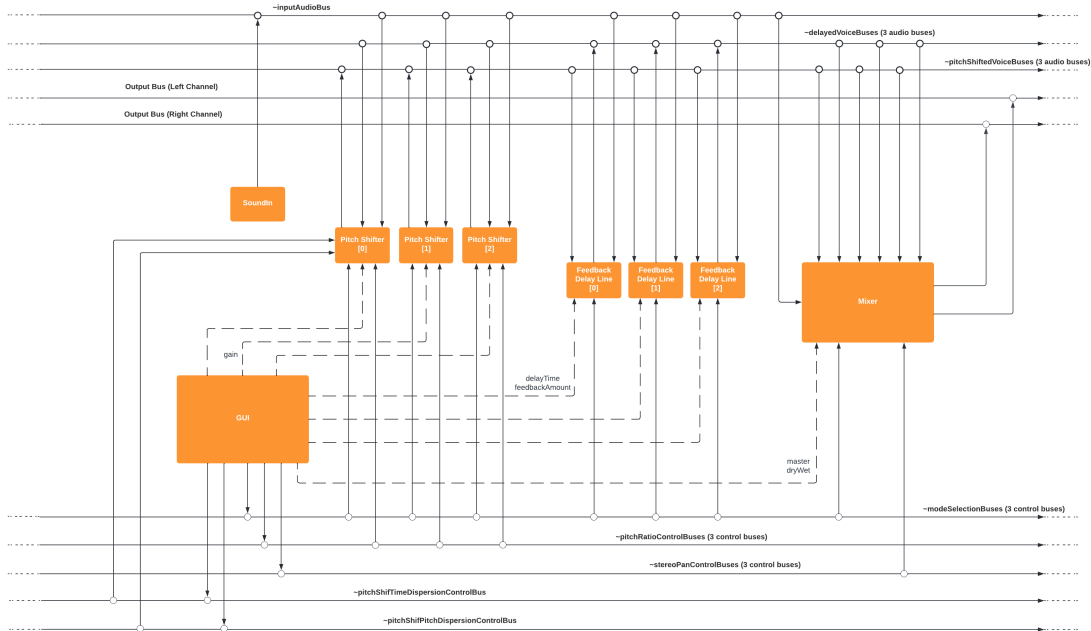 ~inputAudioBus
~delayedVoiceBuses (3 audio buses)
~pitchShiftedVoiceBuses (3 audio buses)
Output Bus (Left Channel)
Output Bus (Right Channel)
SoundIn
Pitch Shifter
[0]
Pitch Shifter
[1]
Pitch Shifter
[2]
Feedback
Delay Line
[0]
Feedback
Delay Line
[1]
Feedback
Delay Line
[2]
Mixer
gain
delayTime
feedbackAmount
GUI
master
dryWet
~modeSelectionBuses (3 control buses)
~pitchRatioControlBuses (3 control buses)
~stereoPanControlBuses (3 control buses)
~pitchShifTimeDispersionControlBus
~pitchShifPitchDispersionControlBus